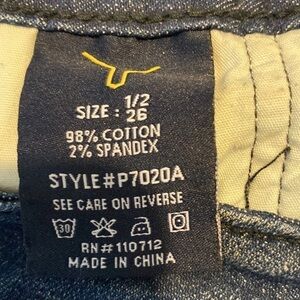 SIZE: 1/2
26
98% COTTON
2% SPANDEX
STYLE#P7020A
SEE CARE ON REVERSE
30
RN#110712
MADE IN CHINA